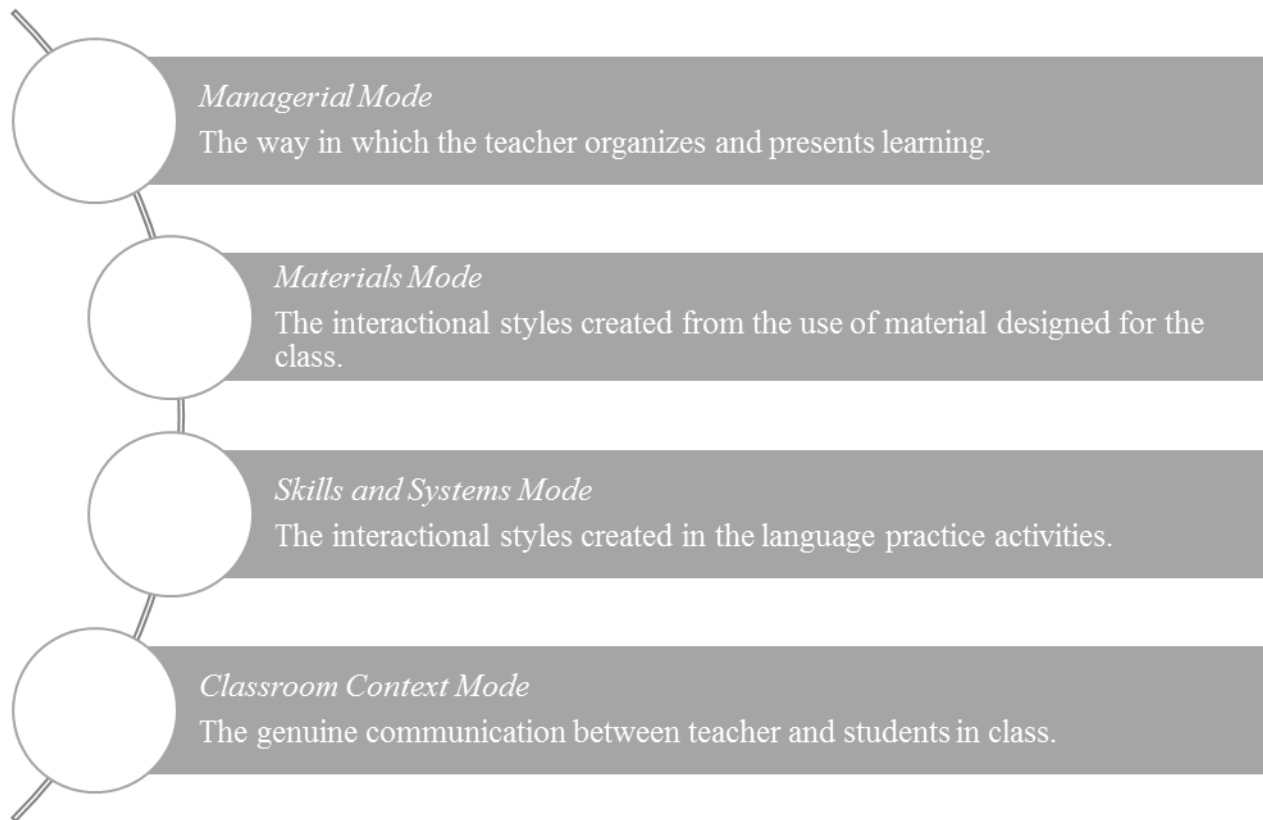 Managerial Mode
The way in which the teacher organizes and presents learning.
Materials Mode
The interactional styles created from the use of material designed for the
class.
Skills and Systems Mode
The interactional styles created in the language practice activities.
Classroom Context Mode
The genuine communication between teacher and students in class.